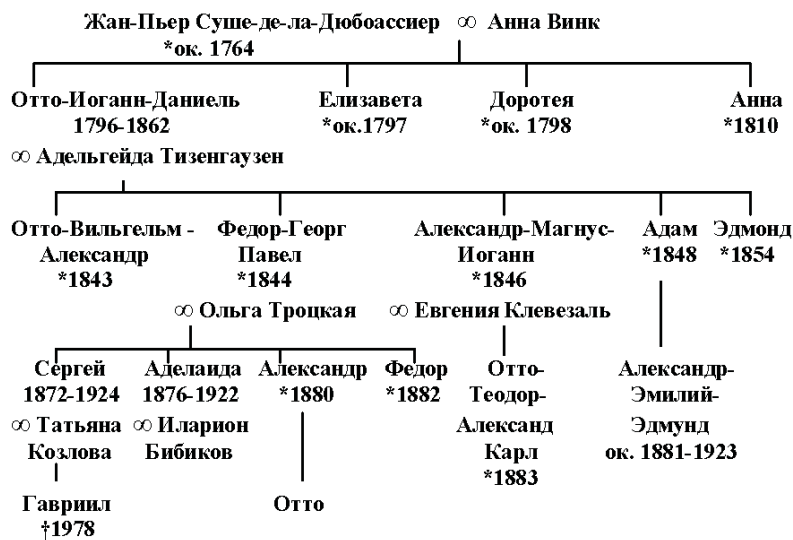 Жан-Пьер Суше-де-ла-Дюбоассиер ∞ Анна Винк
*ок. 1764
Отто-Иоганн-Даниель Елизавета Доротея Анна
1796-1862 *ок.1797 *ок. 1798 *1810
∞ Адельгейда Тизенгаузен
Отто-Вильгельм - Федор-Георг Александр-Магнус- Адам Эдмонд
Александр Павел Иоганн *1848 *1854
*1843 *1844 *1846
∞ Ольга Троцкая ∞ Евгения Клевезаль
Сергей Аделаида Александр Федор Отто- Александр-
1872-1924 1876-1922 *1880 *1882 Теодор- Эмилий-
∞ Татьяна ∞ Иларион Александ Эдмунд
Козлова Бибиков Карл ок. 1881-1923
*1883
Гавриил Отто
†1978